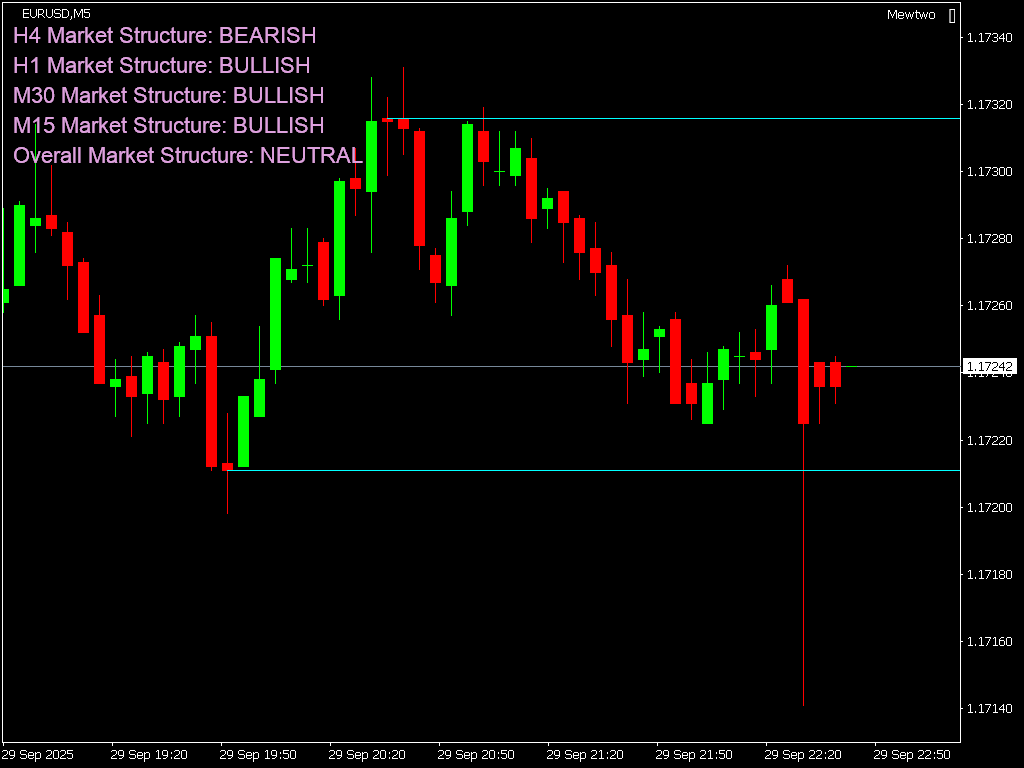 EURUSD,M5
Mewtwo
H4 Market Structure: BEARISH
H1 Market Structure: BULLISH
M30 Market Structure: BULLISH
M15 Market Structure: BULLISH
Overall Market Structure: NEUTRAL
1.17340
1.17320
1.17300
1.17280
1.17260
1.17242
1.17220
1.17200
1.17180
1.17160
1.17140
29 Sep 2025
29 Sep 19:20
29 Sep 19:50
29 Sep 20:20
29 Sep 20:50
29 Sep 21:20
29 Sep 21:50
29 Sep 22:20
29 Sep 22:50